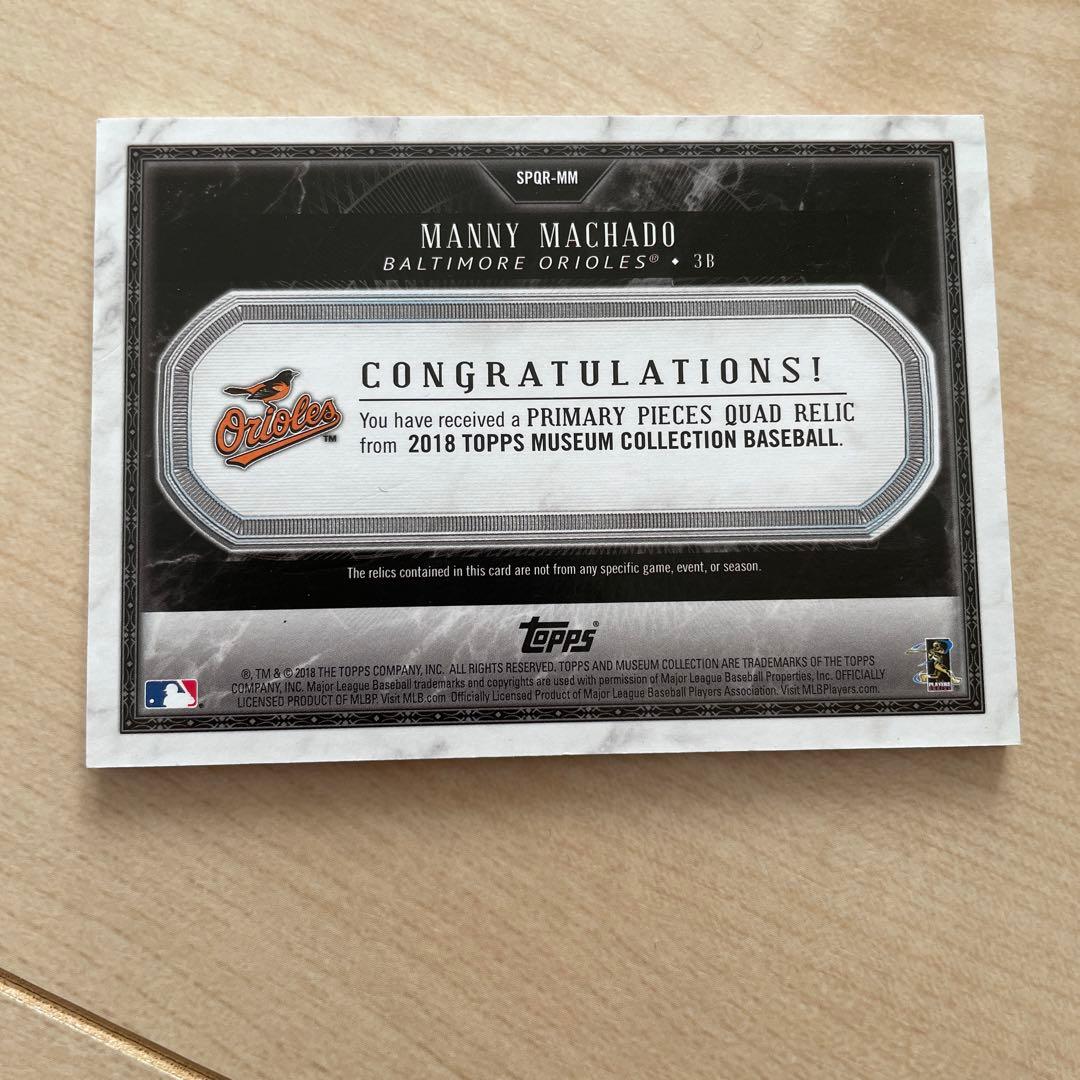 SPQR-MM
MANNY MACHADO
BALTIMORE ORIOLES® ◆ 3B
CONGRATULATIONS!
Orioles™
You have received a PRIMARY PIECES QUAD RELIC
from 2018 TOPPS MUSEUM COLLECTION BASEBALL.
The relics contained in this card are not from any specific game, event, or season.
topps®
®, TM & © 2018 THE TOPPS COMPANY, INC. ALL RIGHTS RESERVED. TOPPS AND MUSEUM COLLECTION ARE TRADEMARKS OF THE TOPPS
COMPANY, INC. Major League Baseball trademarks and copyrights are used with permission of Major League Baseball Properties, Inc. OFFICIALLY
LICENSED PRODUCT OF MLBP. Visit MLB.com Officially Licensed Product of Major League Baseball Players Association. Visit MLBPlayers.com.
PLAYERS